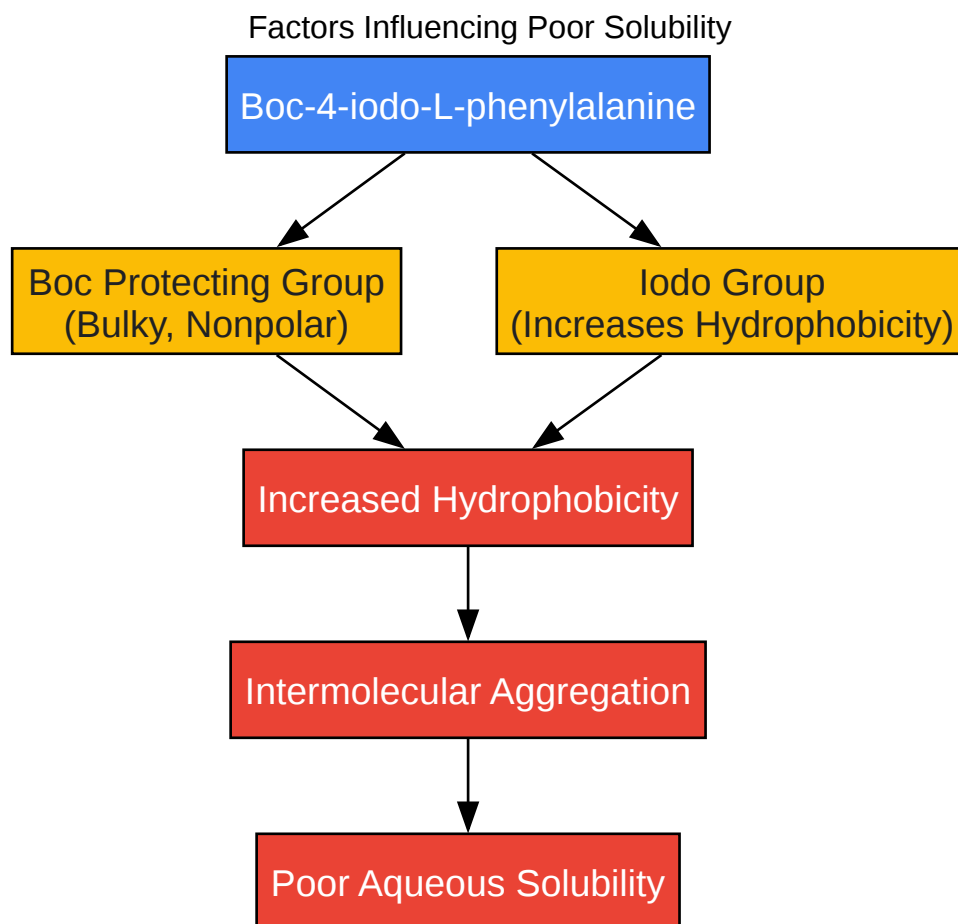 Factors Influencing Poor Solubility
Boc-4-iodo-L-phenylalanine
Boc Protecting Group
(Bulky, Nonpolar)
Iodo Group
(Increases Hydrophobicity)
Increased Hydrophobicity
Intermolecular Aggregation
Poor Aqueous Solubility